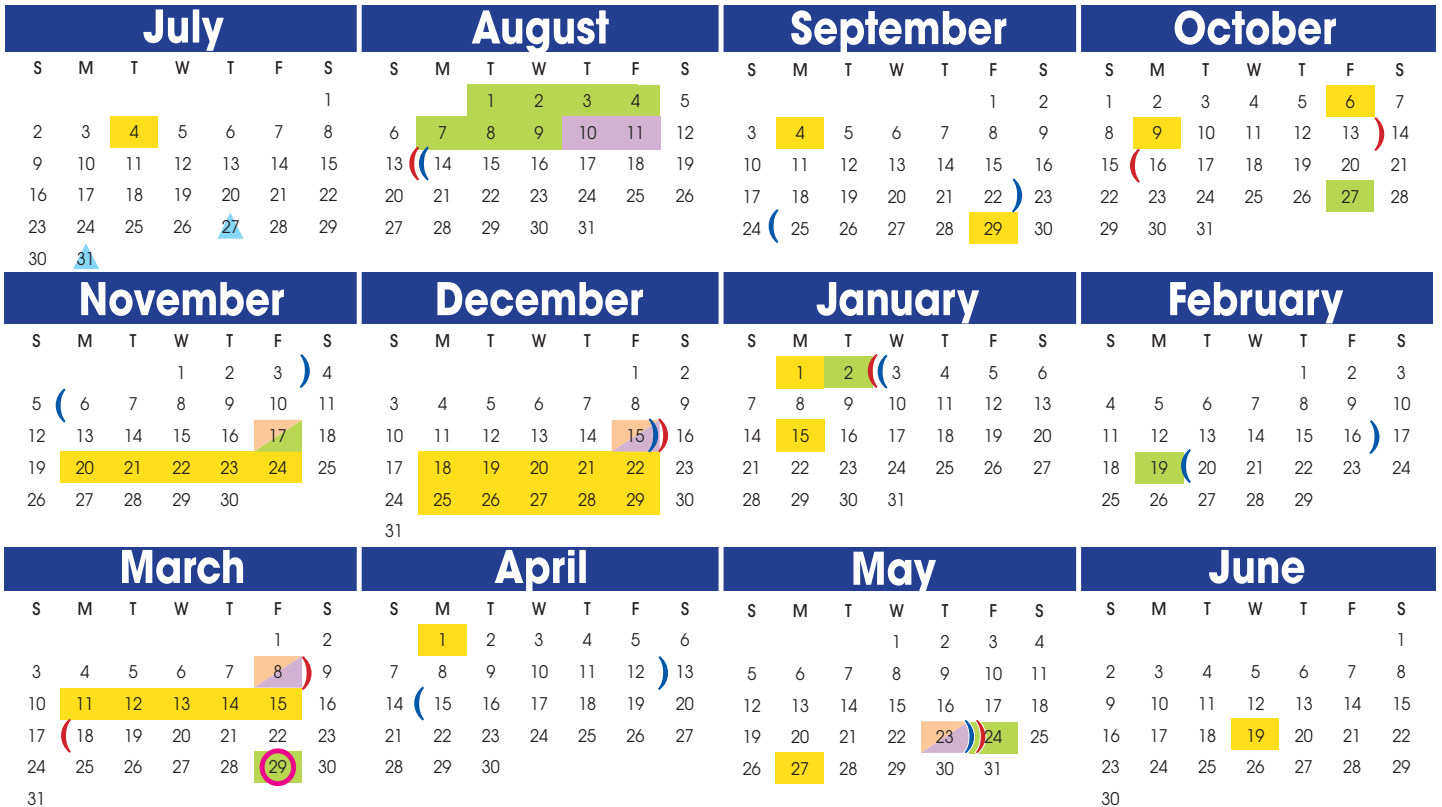 July
S M T W T F S
1
2 3 4 5 6 7 8
9 10 11 12 13 14 15
16 17 18 19 20 21 22
23 24 25 26 27 28 29
30 31
August
S M T W T F S
1 2 3 4 5
6 7 8 9 10 11 12
13 14 15 16 17 18 19
20 21 22 23 24 25 26
27 28 29 30 31
September
S M T W T F S
1 2
3 4 5 6 7 8 9
10 11 12 13 14 15 16
17 18 19 20 21 22 23
24 25 26 27 28 29 30
October
S M T W T F S
1 2 3 4 5 6 7
8 9 10 11 12 13 14
15 16 17 18 19 20 21
22 23 24 25 26 27 28
29 30 31
November
S M T W T F S
1 2 3 4
5 6 7 8 9 10 11
12 13 14 15 16 17 18
19 20 21 22 23 24 25
26 27 28 29 30
December
S M T W T F S
1 2
3 4 5 6 7 8 9
10 11 12 13 14 15 16
17 18 19 20 21 22 23
24 25 26 27 28 29 30
31
January
S M T W T F S
1 2 3 4 5 6
7 8 9 10 11 12 13
14 15 16 17 18 19 20
21 22 23 24 25 26 27
28 29 30 31
February
S M T W T F S
1 2 3
4 5 6 7 8 9 10
11 12 13 14 15 16 17
18 19 20 21 22 23 24
25 26 27 28 29
March
S M T W T F S
1 2
3 4 5 6 7 8 9
10 11 12 13 14 15 16
17 18 19 20 21 22 23
24 25 26 27 28 29 30
31
April
S M T W T F S
1 2 3 4 5 6
7 8 9 10 11 12 13
14 15 16 17 18 19 20
21 22 23 24 25 26 27
28 29 30
May
S M T W T F S
1 2 3 4
5 6 7 8 9 10 11
12 13 14 15 16 17 18
19 20 21 22 23 24 25
26 27 28 29 30 31
June
S M T W T F S
1
2 3 4 5 6 7 8
9 10 11 12 13 14 15
16 17 18 19 20 21 22
23 24 25 26 27 28 29
30